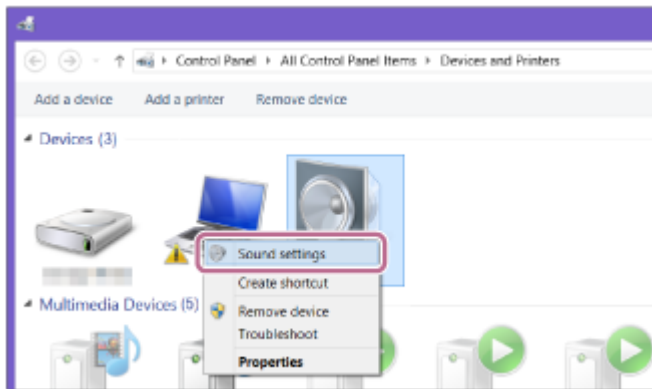 Control Panel All Control Panel Items Devices and Printers
Add a device Add a printer Remove device
Devices (3)
Sound settings
Create shortcut
Multimedia Devices (5)
Remove device
Troubleshoot
Properties